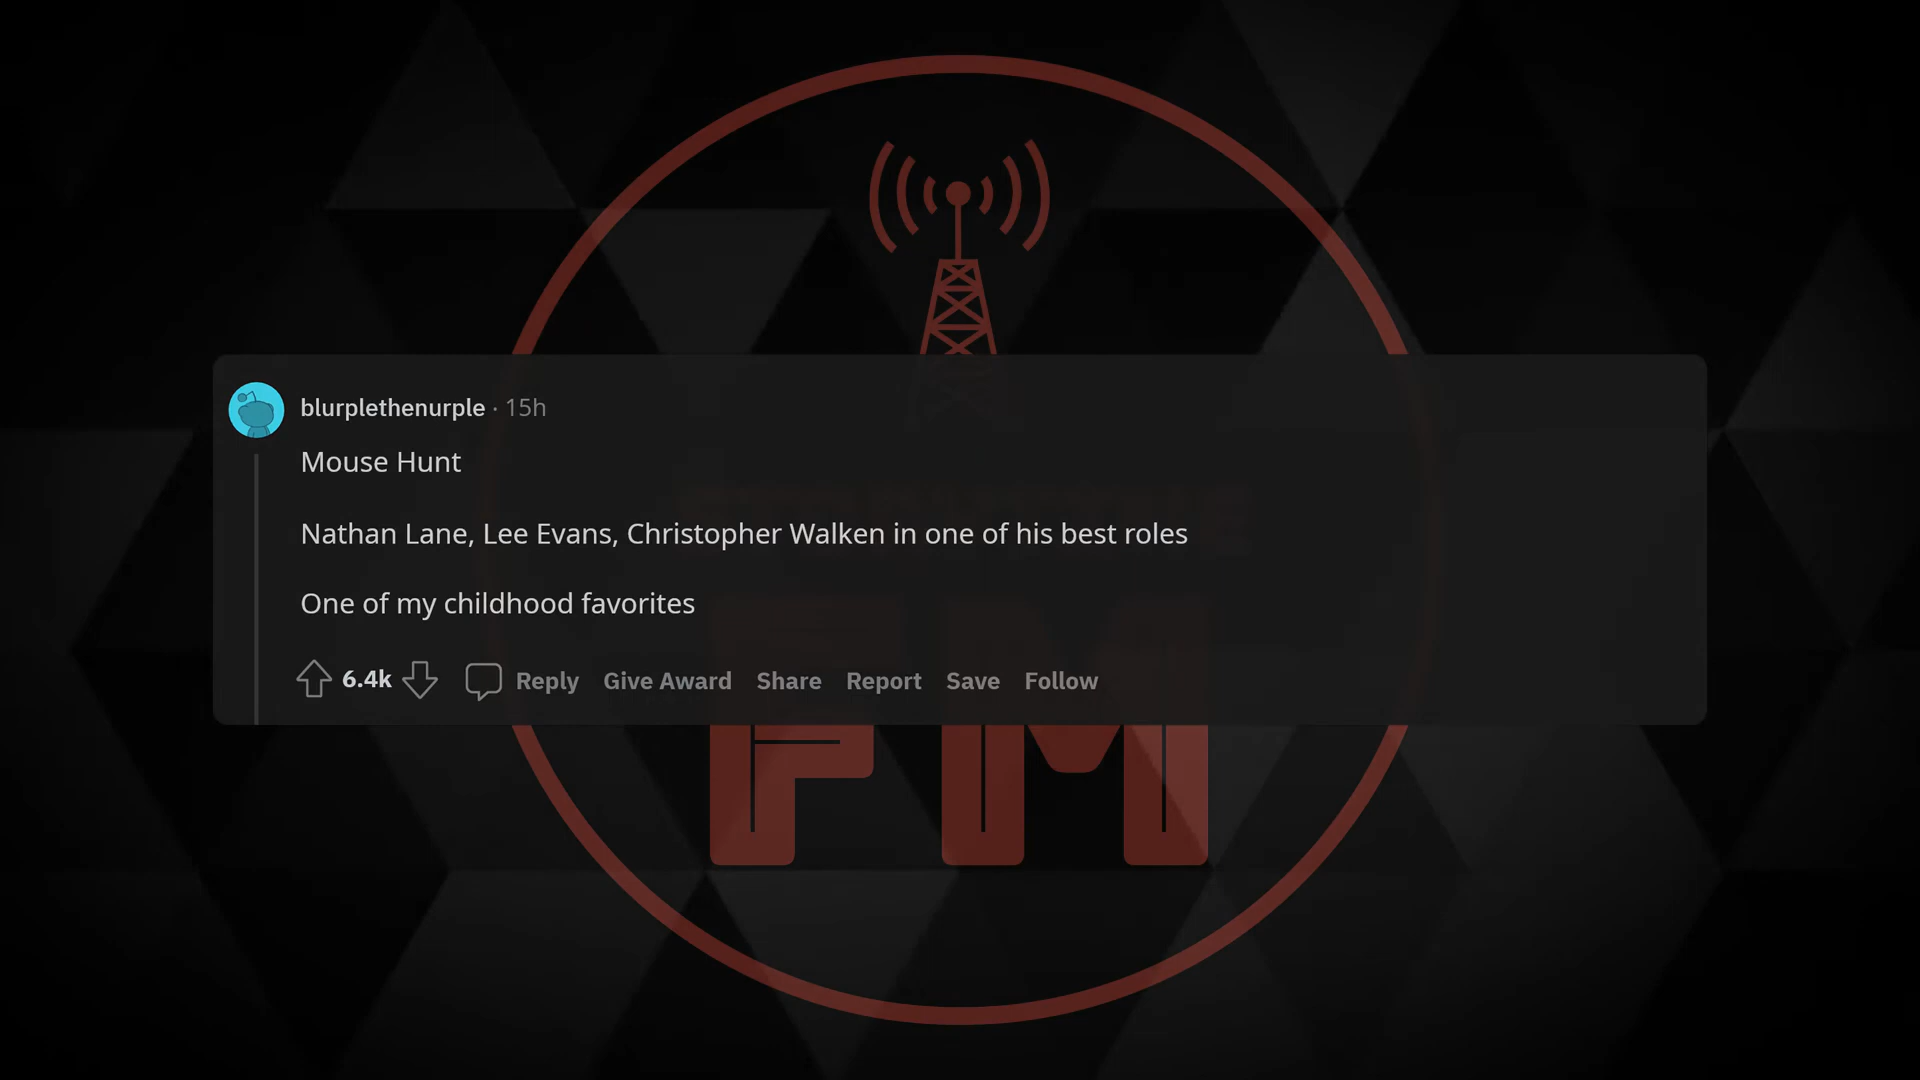 blurplethenurple · 15h
Mouse Hunt
Nathan Lane, Lee Evans, Christopher Walken in one of his best roles
One of my childhood favorites
6.4k Reply Give Award Share Report Save Follow
FM